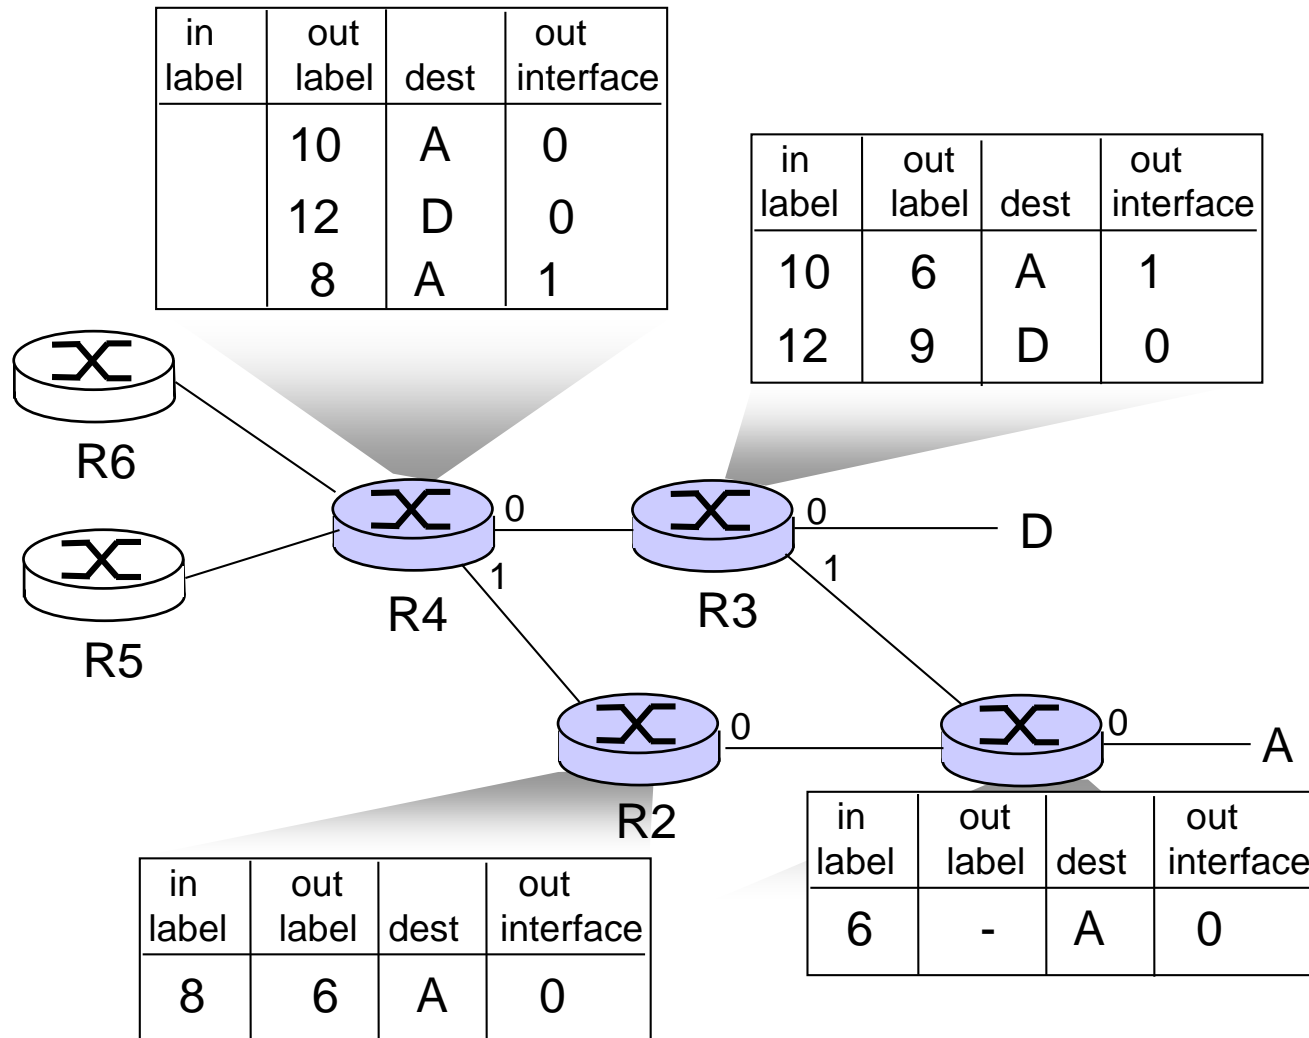 in out out
label label dest interface
10 A 0
12 D 0
8 A 1
in out out
label label dest interface
10 6 A 1
12 9 D 0
R6
0
0
D
1
1
R4
R3
R5
0
0
A
R2
in out out
label label dest interface
6 - A 0
in out out
label label dest interface
8 6 A 0